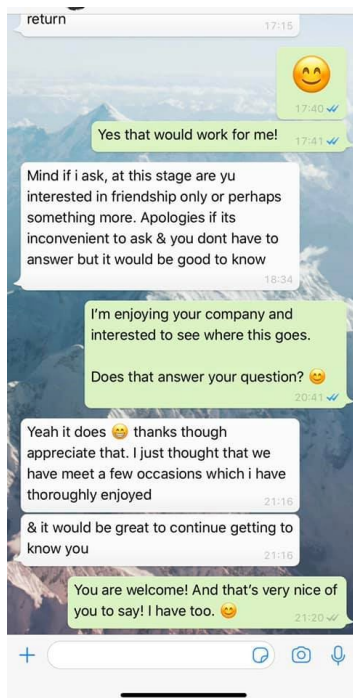 return
17:15
😊
17:40
Yes that would work for me!
17:41
Mind if i ask, at this stage are yu
interested in friendship only or perhaps
something more. Apologies if its
inconvenient to ask & you dont have to
answer but it would be good to know
18:34
I'm enjoying your company and
interested to see where this goes.
Does that answer your question? 😊
20:41
Yeah it does 😁 thanks though
appreciate that. I just thought that we
have meet a few occasions which i have
thoroughly enjoyed
21:16
& it would be great to continue getting to
know you
21:16
You are welcome! And that's very nice of
you to say! I have too. 😊
21:20